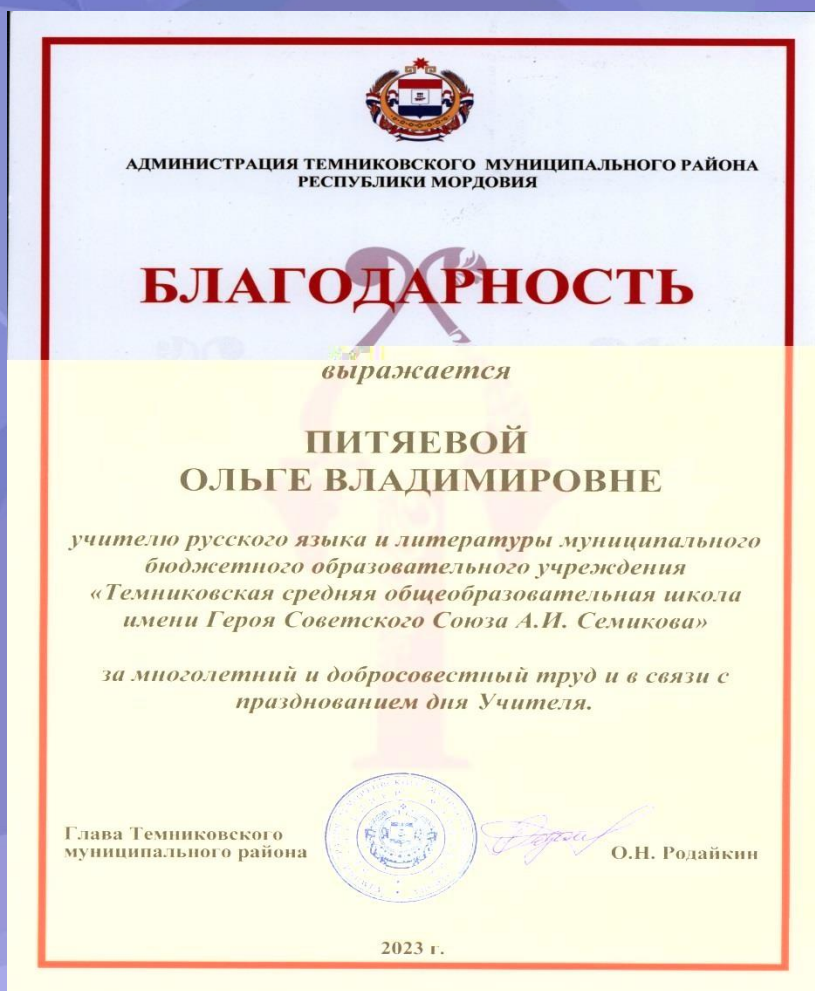 АДМИНИСТРАЦИЯ ТЕМНИКОВСКОГО МУНИЦИПАЛЬНОГО РАЙОНА
РЕСПУБЛИКИ МОРДОВИЯ
БЛАГОДАРНОСТЬ
выражается
ПИТЯЕВОЙ
ОЛЬГЕ ВЛАДИМИРОВНЕ
учителю русского языка и литературы муниципального
бюджетного образовательного учреждения
«Темниковская средняя общеобразовательная школа
имени Героя Советского Союза А.И. Семикова»
за многолетний и добросовестный труд и в связи с
празднованием дня Учителя.
Глава Темниковского
муниципального района
О.Н. Родайкин
2023 г.